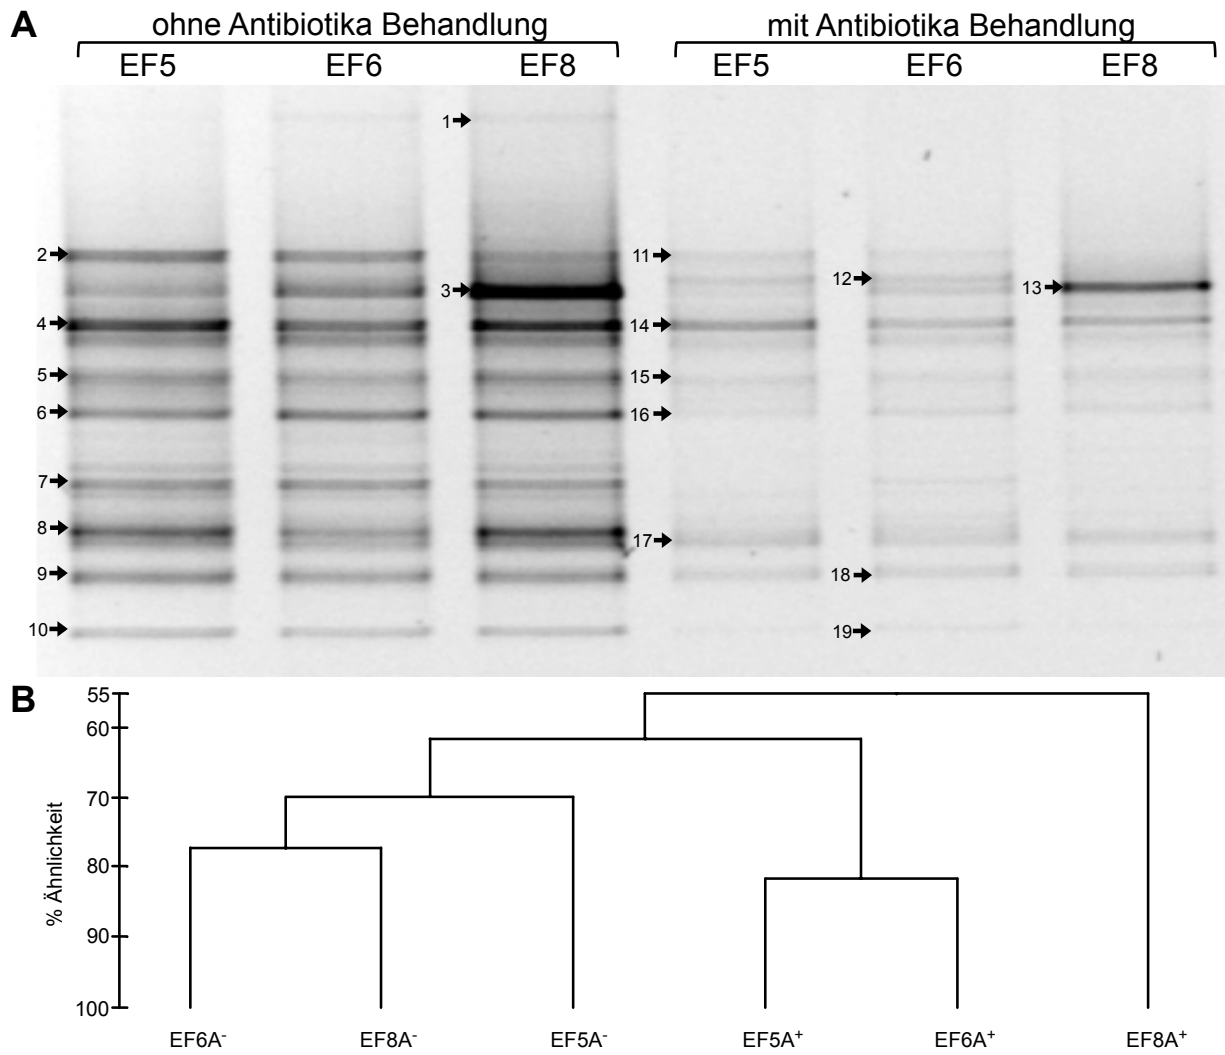 A
ohne Antibiotika Behandlung
mit Antibiotika Behandlung
EF5
EF6
EF8
EF5
EF6
EF8
1
2
11
12
3
13
4
14
5
15
6
16
7
8
17
9
18
10
19
B
55
60
70
80
90
100
% Ähnlichkeit
EF6A-
EF8A-
EF5A-
EF5A+
EF6A+
EF8A+